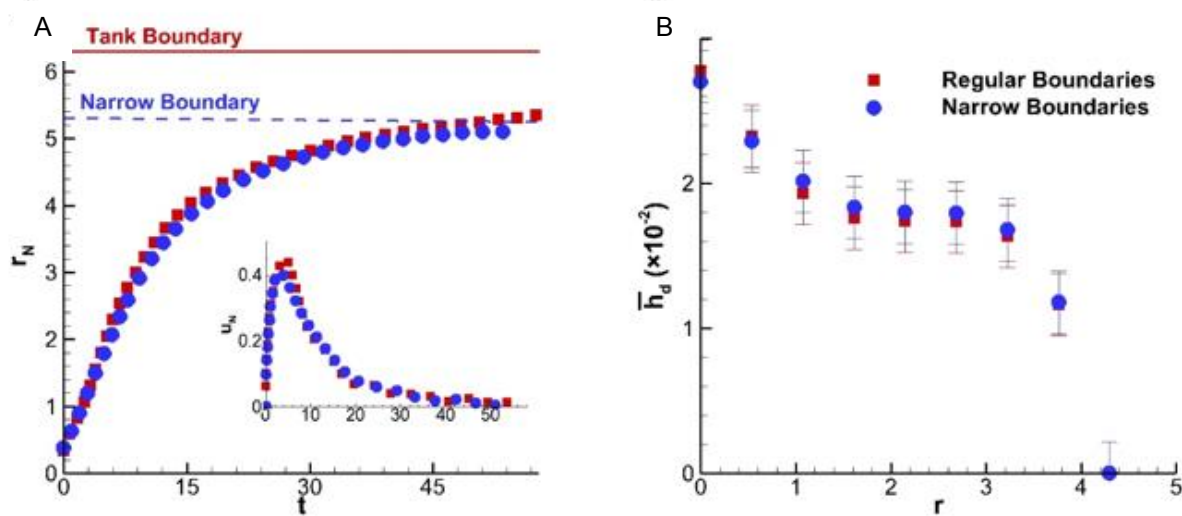 A
Tank Boundary
Narrow Boundary
r_N
6
5
4
3
2
1
0
0 15 30 45
t
u_N
0.4
0.2
0
0 10 20 30 40 50
B
Regular Boundaries
Narrow Boundaries
h̅_d (×10⁻²)
2
1
0
0 1 2 3 4 5
r